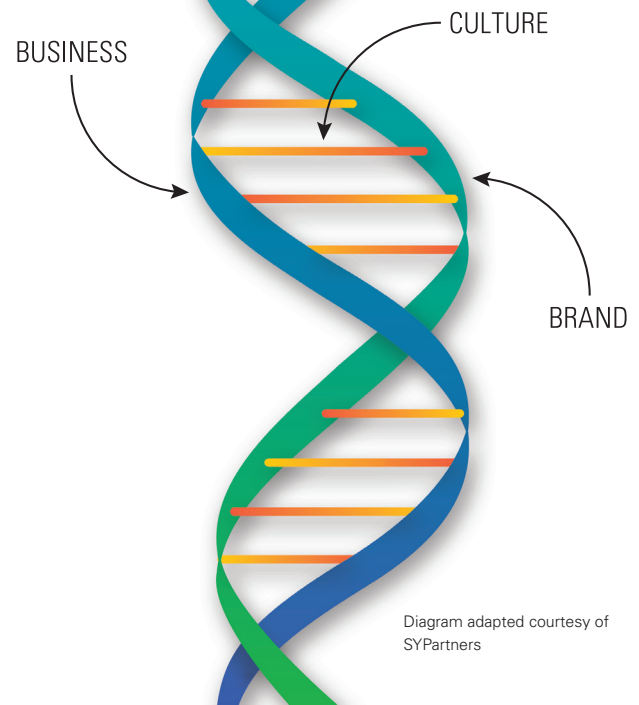 CULTURE
BUSINESS
BRAND
Diagram adapted courtesy of
SYPartners